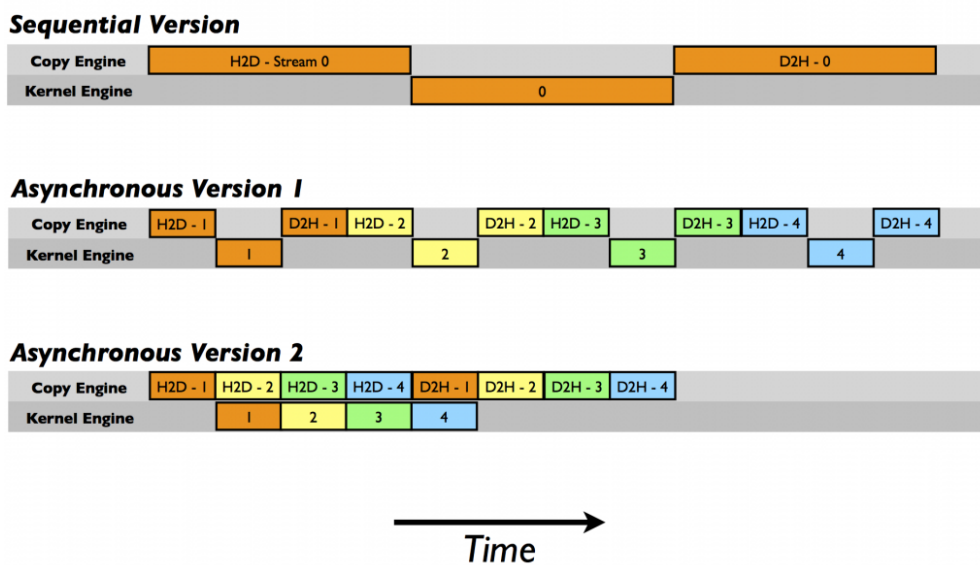 Sequential Version
Copy Engine H2D - Stream 0 D2H - 0
Kernel Engine 0
Asynchronous Version 1
Copy Engine H2D - 1 D2H - 1 H2D - 2 D2H - 2 H2D - 3 D2H - 3 H2D - 4 D2H - 4
Kernel Engine 1 2 3 4
Asynchronous Version 2
Copy Engine H2D - 1 H2D - 2 H2D - 3 H2D - 4 D2H - 1 D2H - 2 D2H - 3 D2H - 4
Kernel Engine 1 2 3 4
Time